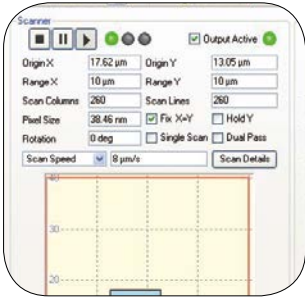 Scanner
Output Active
Origin X 17.62 µm Origin Y 13.05 µm
Range X 10 µm Range Y 10 µm
Scan Columns 260 Scan Lines 260
Pixel Size 38.46 nm Fix X=Y Hold Y
Rotation 0 deg Single Scan Dual Pass
Scan Speed 8 µm/s Scan Details
40
30
20